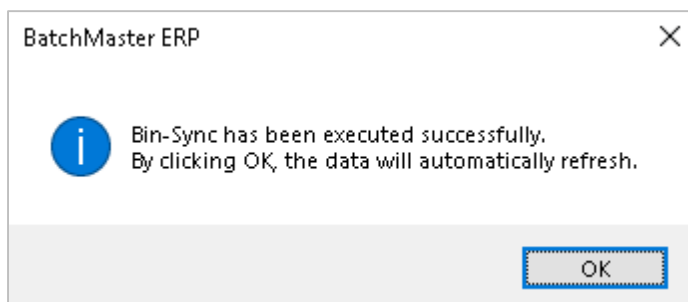 BatchMaster ERP
Bin-Sync has been executed successfully.
By clicking OK, the data will automatically refresh.
OK